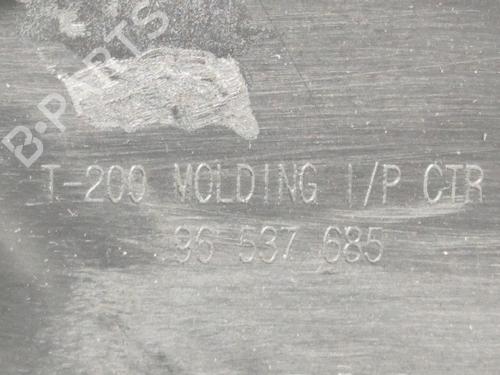 B-PARTS
T-200 MOLDING I/P CTR
96 537 685